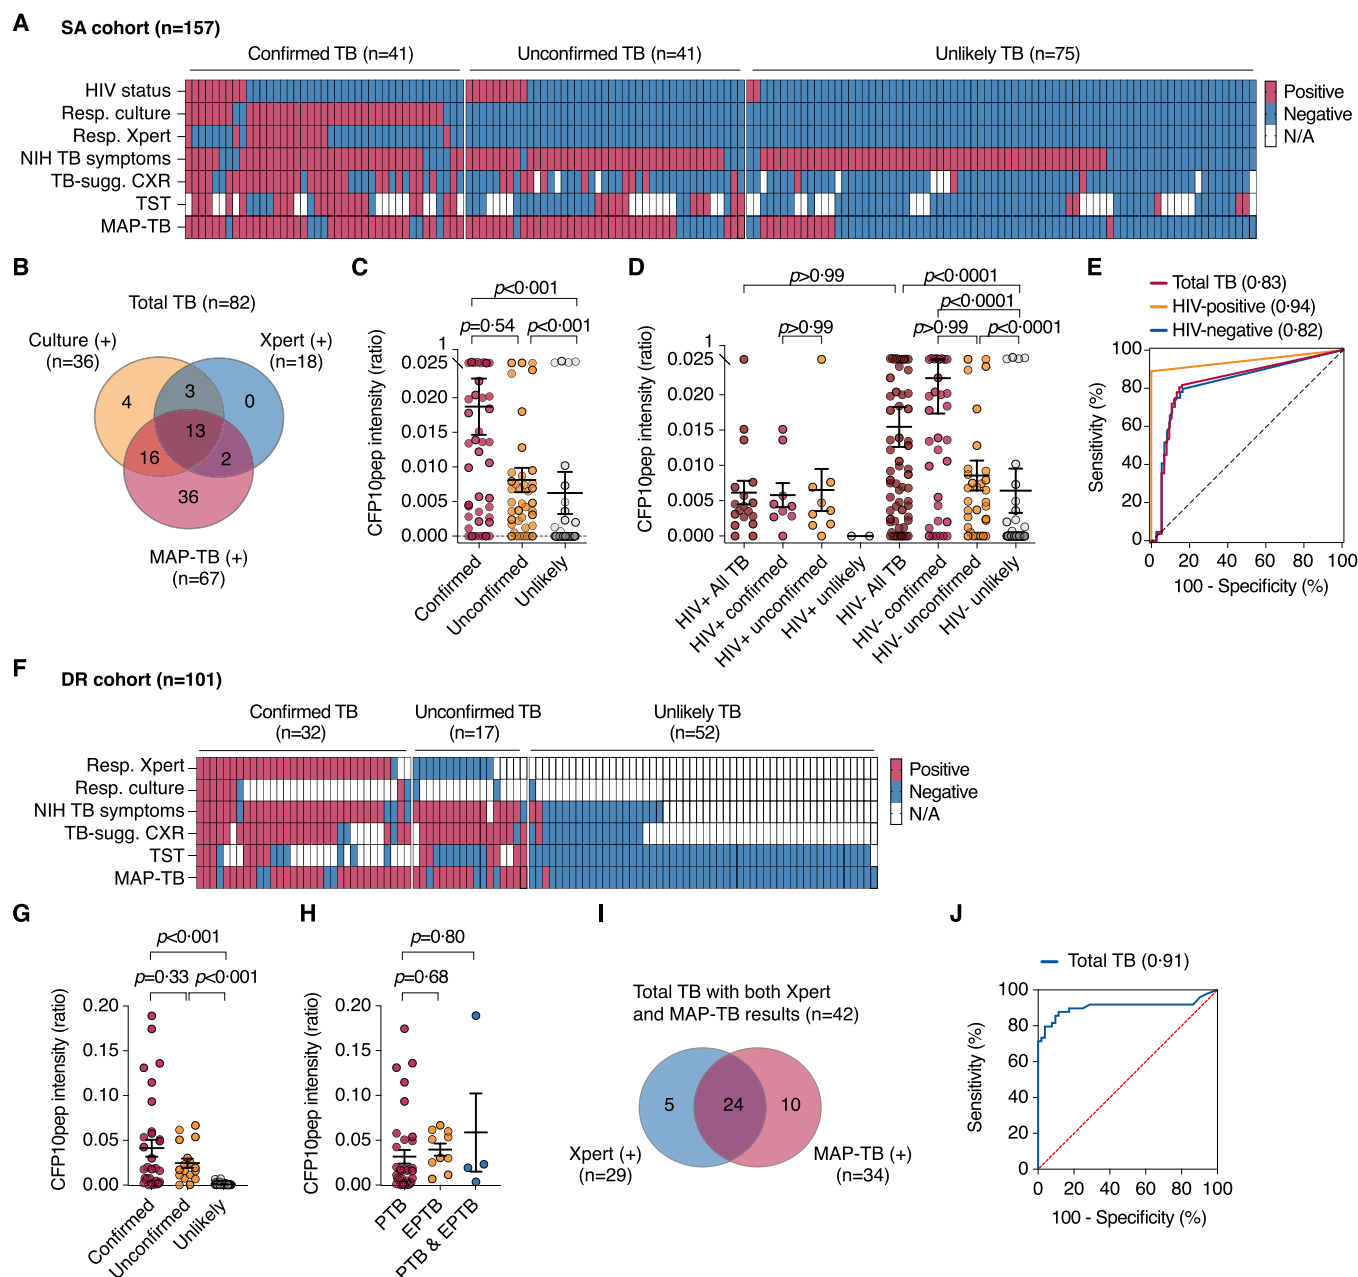 A
SA cohort (n=157)
Confirmed TB (n=41)
Unconfirmed TB (n=41)
Unlikely TB (n=75)
HIV status
Resp. culture
Resp. Xpert
NIH TB symptoms
TB-sugg. CXR
TST
MAP-TB
Positive
Negative
N/A
B
Total TB (n=82)
Culture (+)
(n=36)
Xpert (+)
(n=18)
4
3
0
13
16
2
36
MAP-TB (+)
(n=67)
C
p<0·001
p=0·54
p<0·001
CFP10pep intensity (ratio)
1
0.025
0.020
0.015
0.010
0.005
0.000
Confirmed
Unconfirmed
Unlikely
D
p>0·99
p<0·0001
p<0·0001
p>0·99
p>0·99
p<0·0001
CFP10pep intensity (ratio)
1
0.025
0.020
0.015
0.010
0.005
0.000
HIV+ All TB
HIV+ confirmed
HIV+ unconfirmed
HIV+ unlikely
HIV- All TB
HIV- confirmed
HIV- unconfirmed
HIV- unlikely
E
Total TB (0·83)
HIV-positive (0·94)
HIV-negative (0·82)
Sensitivity (%)
100
80
60
40
20
0
0
20
40
60
80
100
100 - Specificity (%)
F
DR cohort (n=101)
Confirmed TB
(n=32)
Unconfirmed TB
(n=17)
Unlikely TB
(n=52)
Resp. Xpert
Resp. culture
NIH TB symptoms
TB-sugg. CXR
TST
MAP-TB
Positive
Negative
N/A
G
p<0·001
p=0·33
p<0·001
CFP10pep intensity (ratio)
0.20
0.15
0.10
0.05
0.00
Confirmed
Unconfirmed
Unlikely
H
p=0·80
p=0·68
CFP10pep intensity (ratio)
0.20
0.15
0.10
0.05
0.00
PTB
EPTB
PTB & EPTB
I
Total TB with both Xpert
and MAP-TB results (n=42)
5
24
10
Xpert (+)
(n=29)
MAP-TB (+)
(n=34)
J
Total TB (0·91)
Sensitivity (%)
100
80
60
40
20
0
0
20
40
60
80
100
100 - Specificity (%)